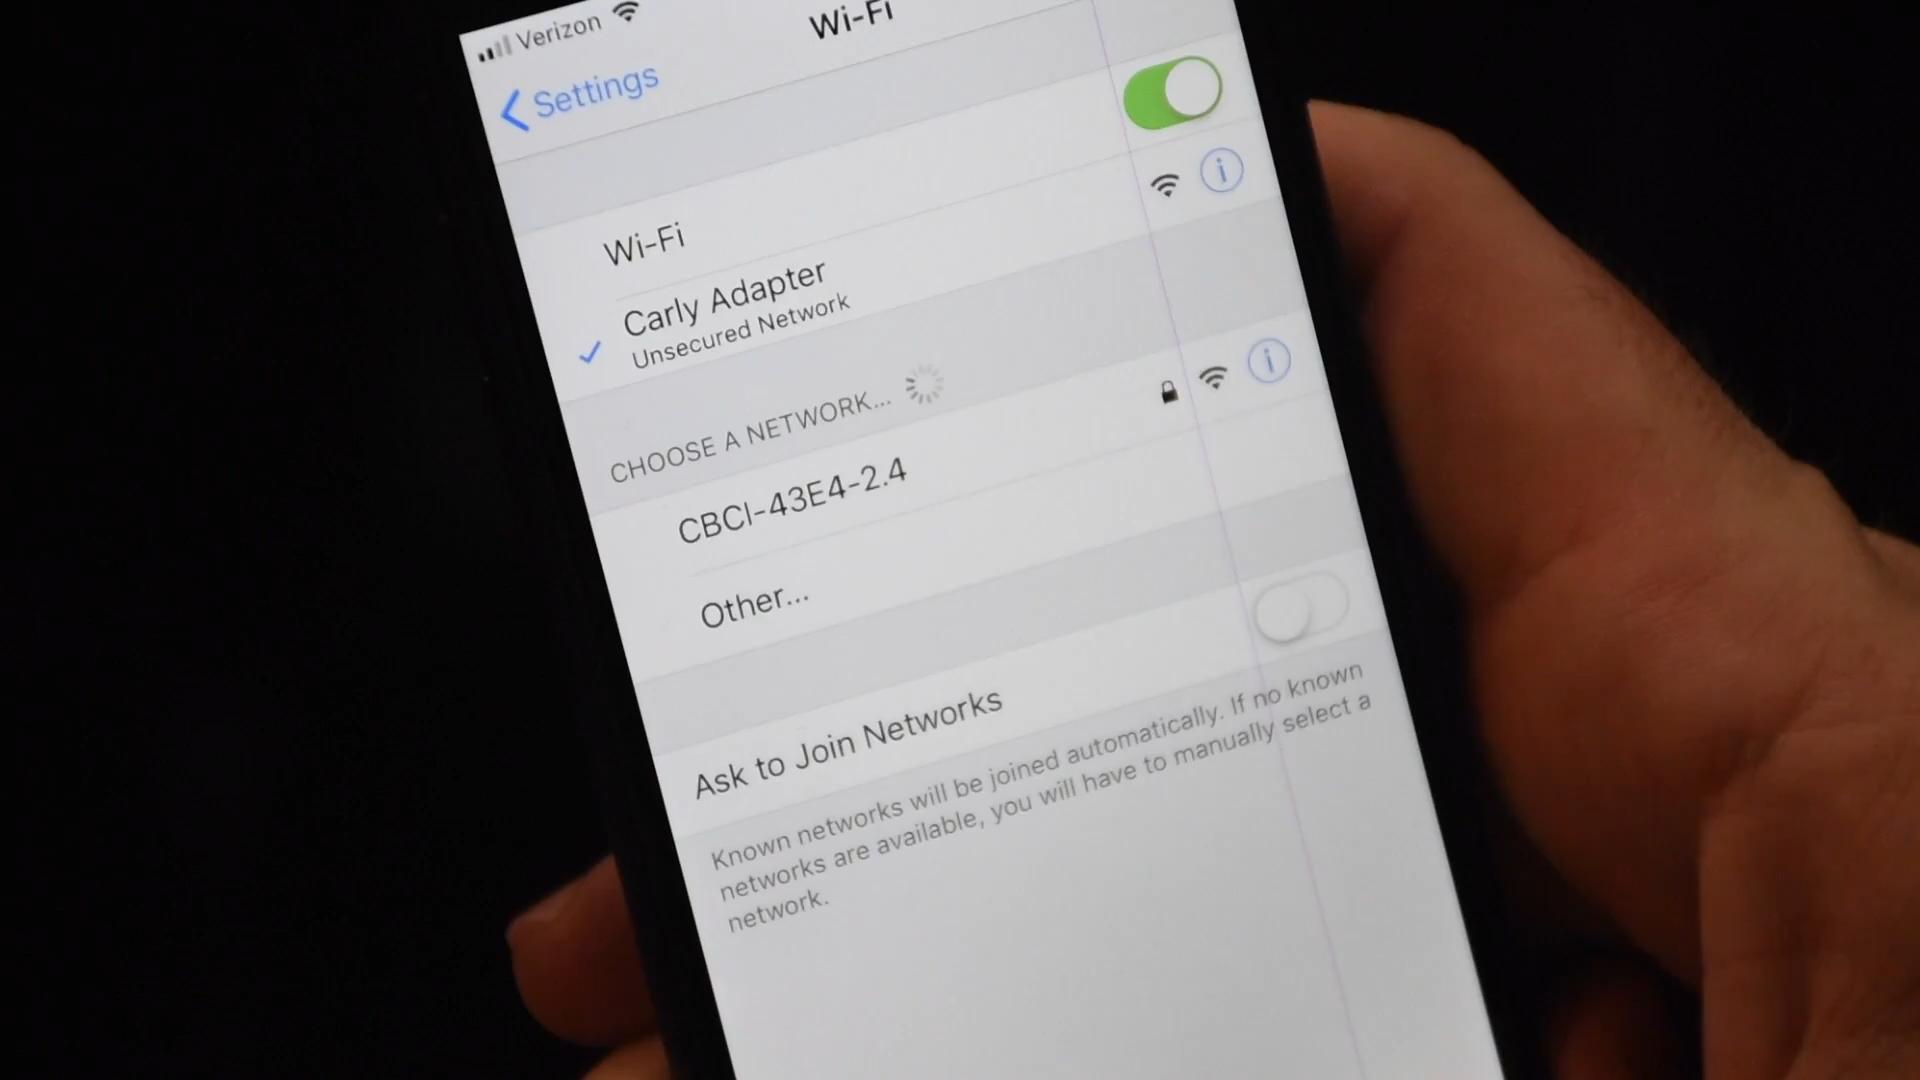 Verizon
Wi-Fi
Settings
Wi-Fi
Carly Adapter
Unsecured Network
CHOOSE A NETWORK...
CBCI-43E4-2.4
Other...
Ask to Join Networks
Known networks will be joined automatically. If no known
networks are available, you will have to manually select a
network.